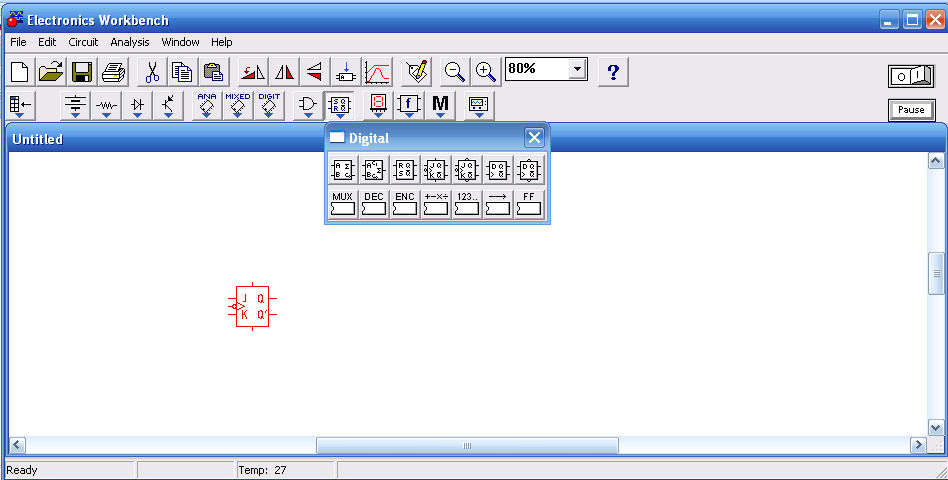 Electronics Workbench
File Edit Circuit Analysis Window Help
80% ?
O I
ANA MIXED DIGIT f M
Pause
Untitled
Digital
MUX DEC ENC +-×÷ 123.. FF
J Q
K Q'
Ready Temp: 27